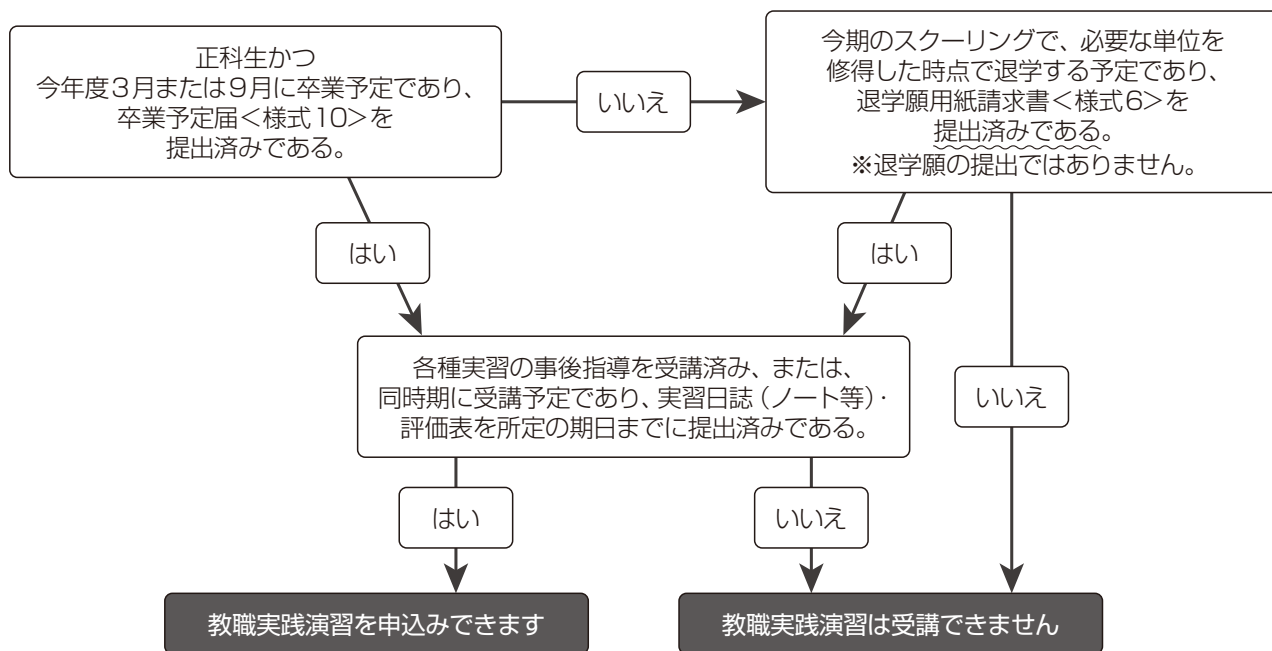 正科生かつ
今年度3月または9月に卒業予定であり、
卒業予定届<様式10>を
提出済みである。
いいえ
今期のスクーリングで、必要な単位を
修得した時点で退学する予定であり、
退学願用紙請求書<様式6>を
提出済みである。
※退学願の提出ではありません。
はい
はい
各種実習の事後指導を受講済み、または、
同時期に受講予定であり、実習日誌(ノート等)・
評価表を所定の期日までに提出済みである。
いいえ
はい
いいえ
教職実践演習を申込みできます
教職実践演習は受講できません